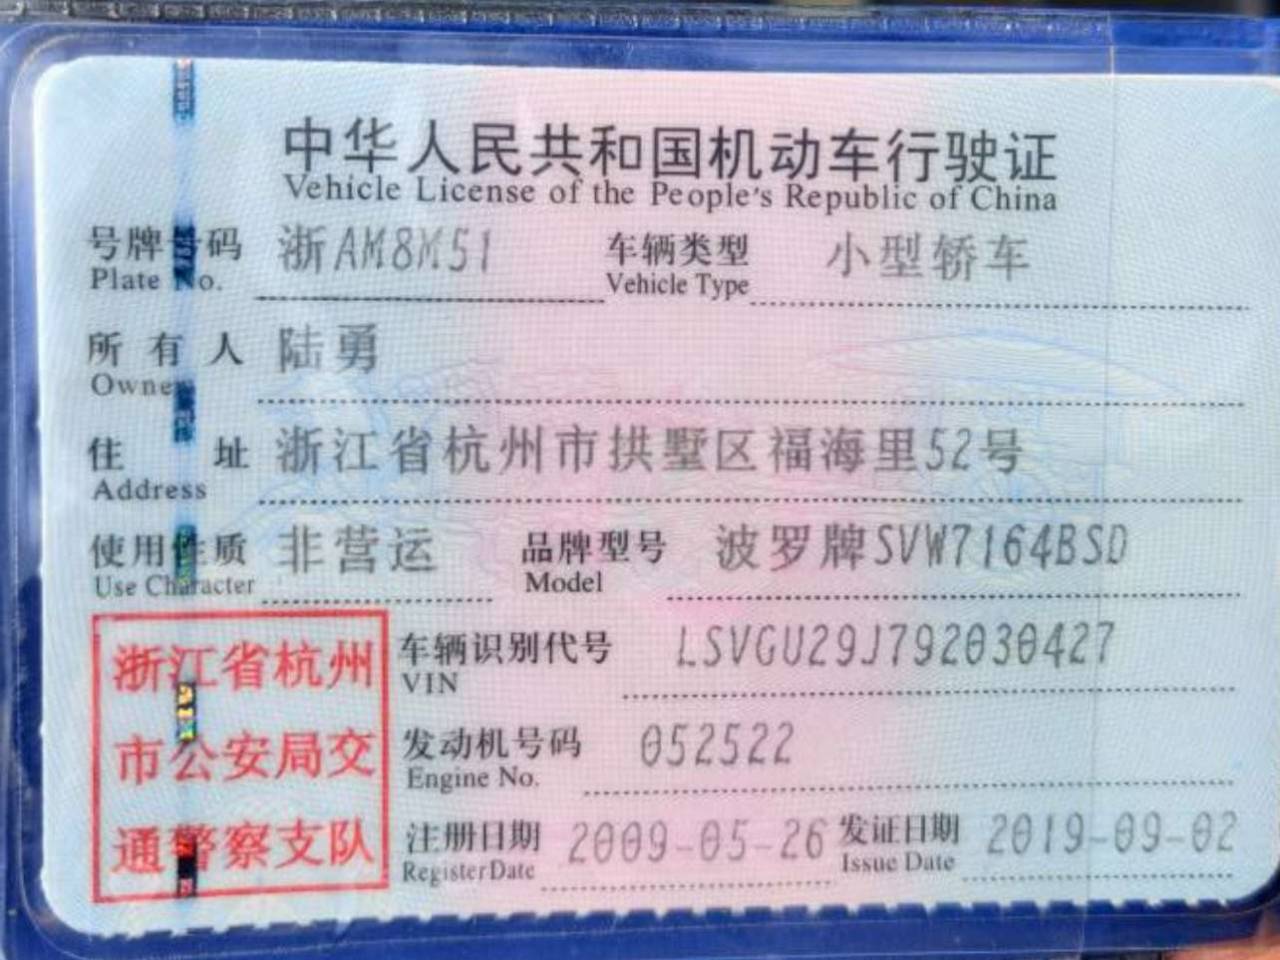 中华人民共和国机动车行驶证
Vehicle License of the People's Republic of China
号牌号码 浙AM8M51 车辆类型 小型轿车
Plate No. Vehicle Type
所有人 陆勇
Owner
住址 浙江省杭州市拱墅区福海里52号
Address
使用性质 非营运 品牌型号 波罗牌SVW7164BSD
Use Character Model
浙江省杭州
市公安局交
通警察支队
车辆识别代号 LSVGU29J792030427
VIN
发动机号码 052522
Engine No.
注册日期 2009-05-26 发证日期 2019-09-02
Register Date Issue Date